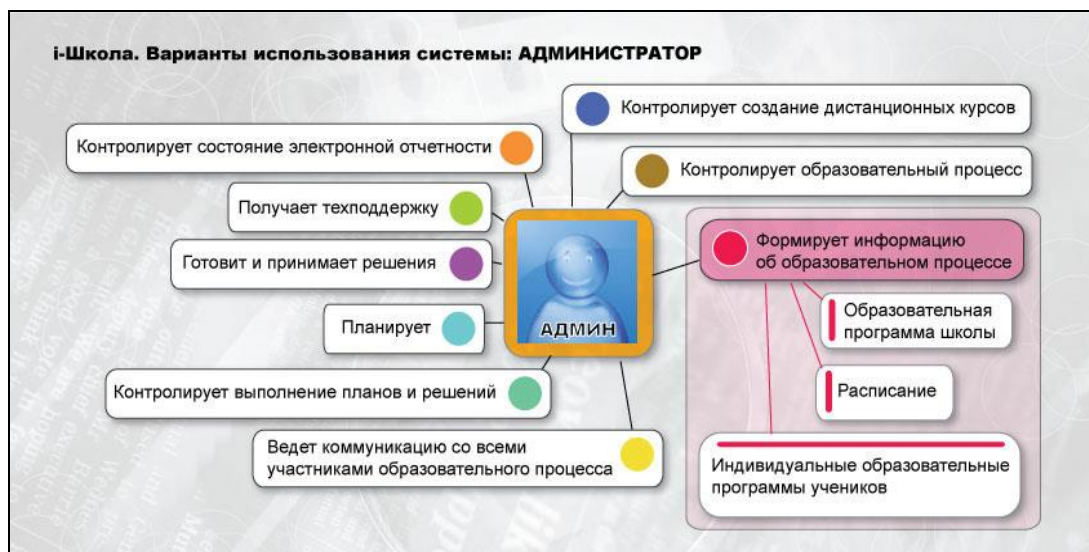 i-Школа. Варианты использования системы: АДМИНИСТРАТОР
Контролирует создание дистанционных курсов
Контролирует состояние электронной отчетности
Контролирует образовательный процесс
Получает техподдержку
Готовит и принимает решения
Планирует
Контролирует выполнение планов и решений
Ведет коммуникацию со всеми
участниками образовательного процесса
АДМИН
Формирует информацию
об образовательном процессе
Образовательная
программа школы
Расписание
Индивидуальные образовательные
программы учеников